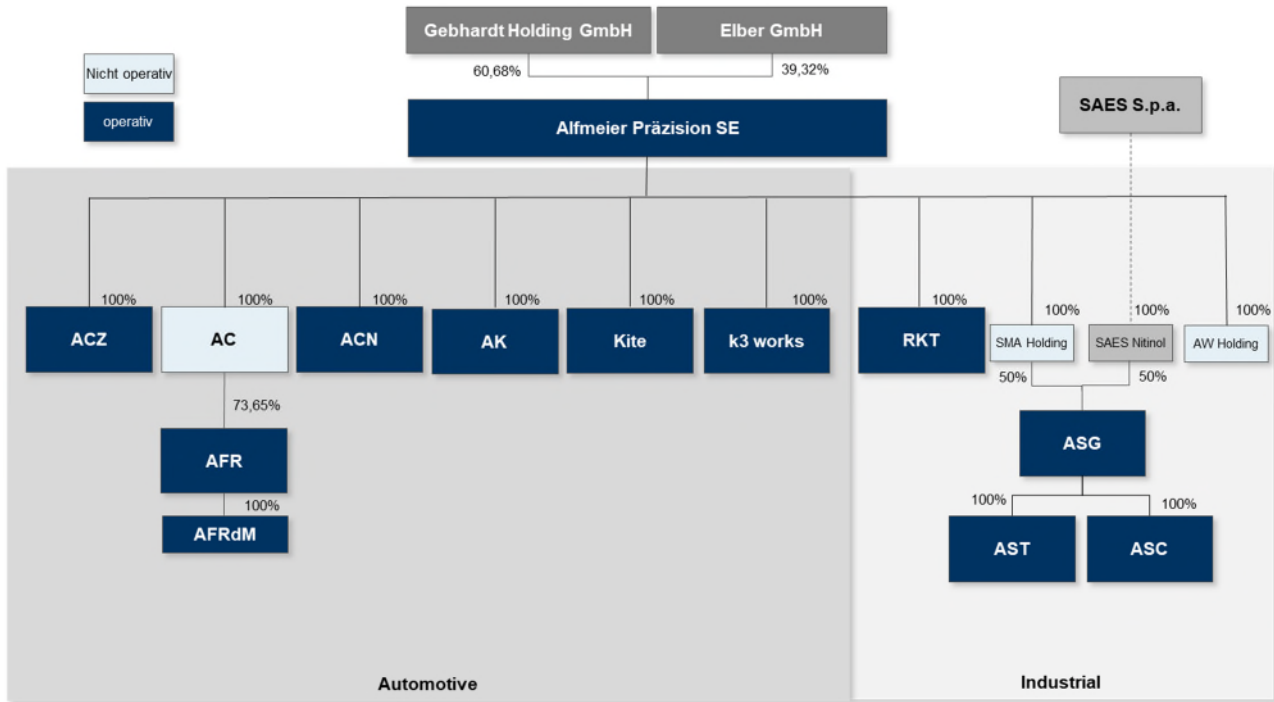 Gebhardt Holding GmbH
Elber GmbH
60,68%
39,32%
Nicht operativ
operativ
SAES S.p.a.
Alfmeier Präzision SE
100%
100%
100%
100%
100%
100%
100%
100%
100%
100%
ACZ
AC
ACN
AK
Kite
k3 works
RKT
SMA Holding
SAES Nitinol
AW Holding
50%
50%
73,65%
AFR
ASG
100%
AFRdM
100%
100%
AST
ASC
Automotive
Industrial